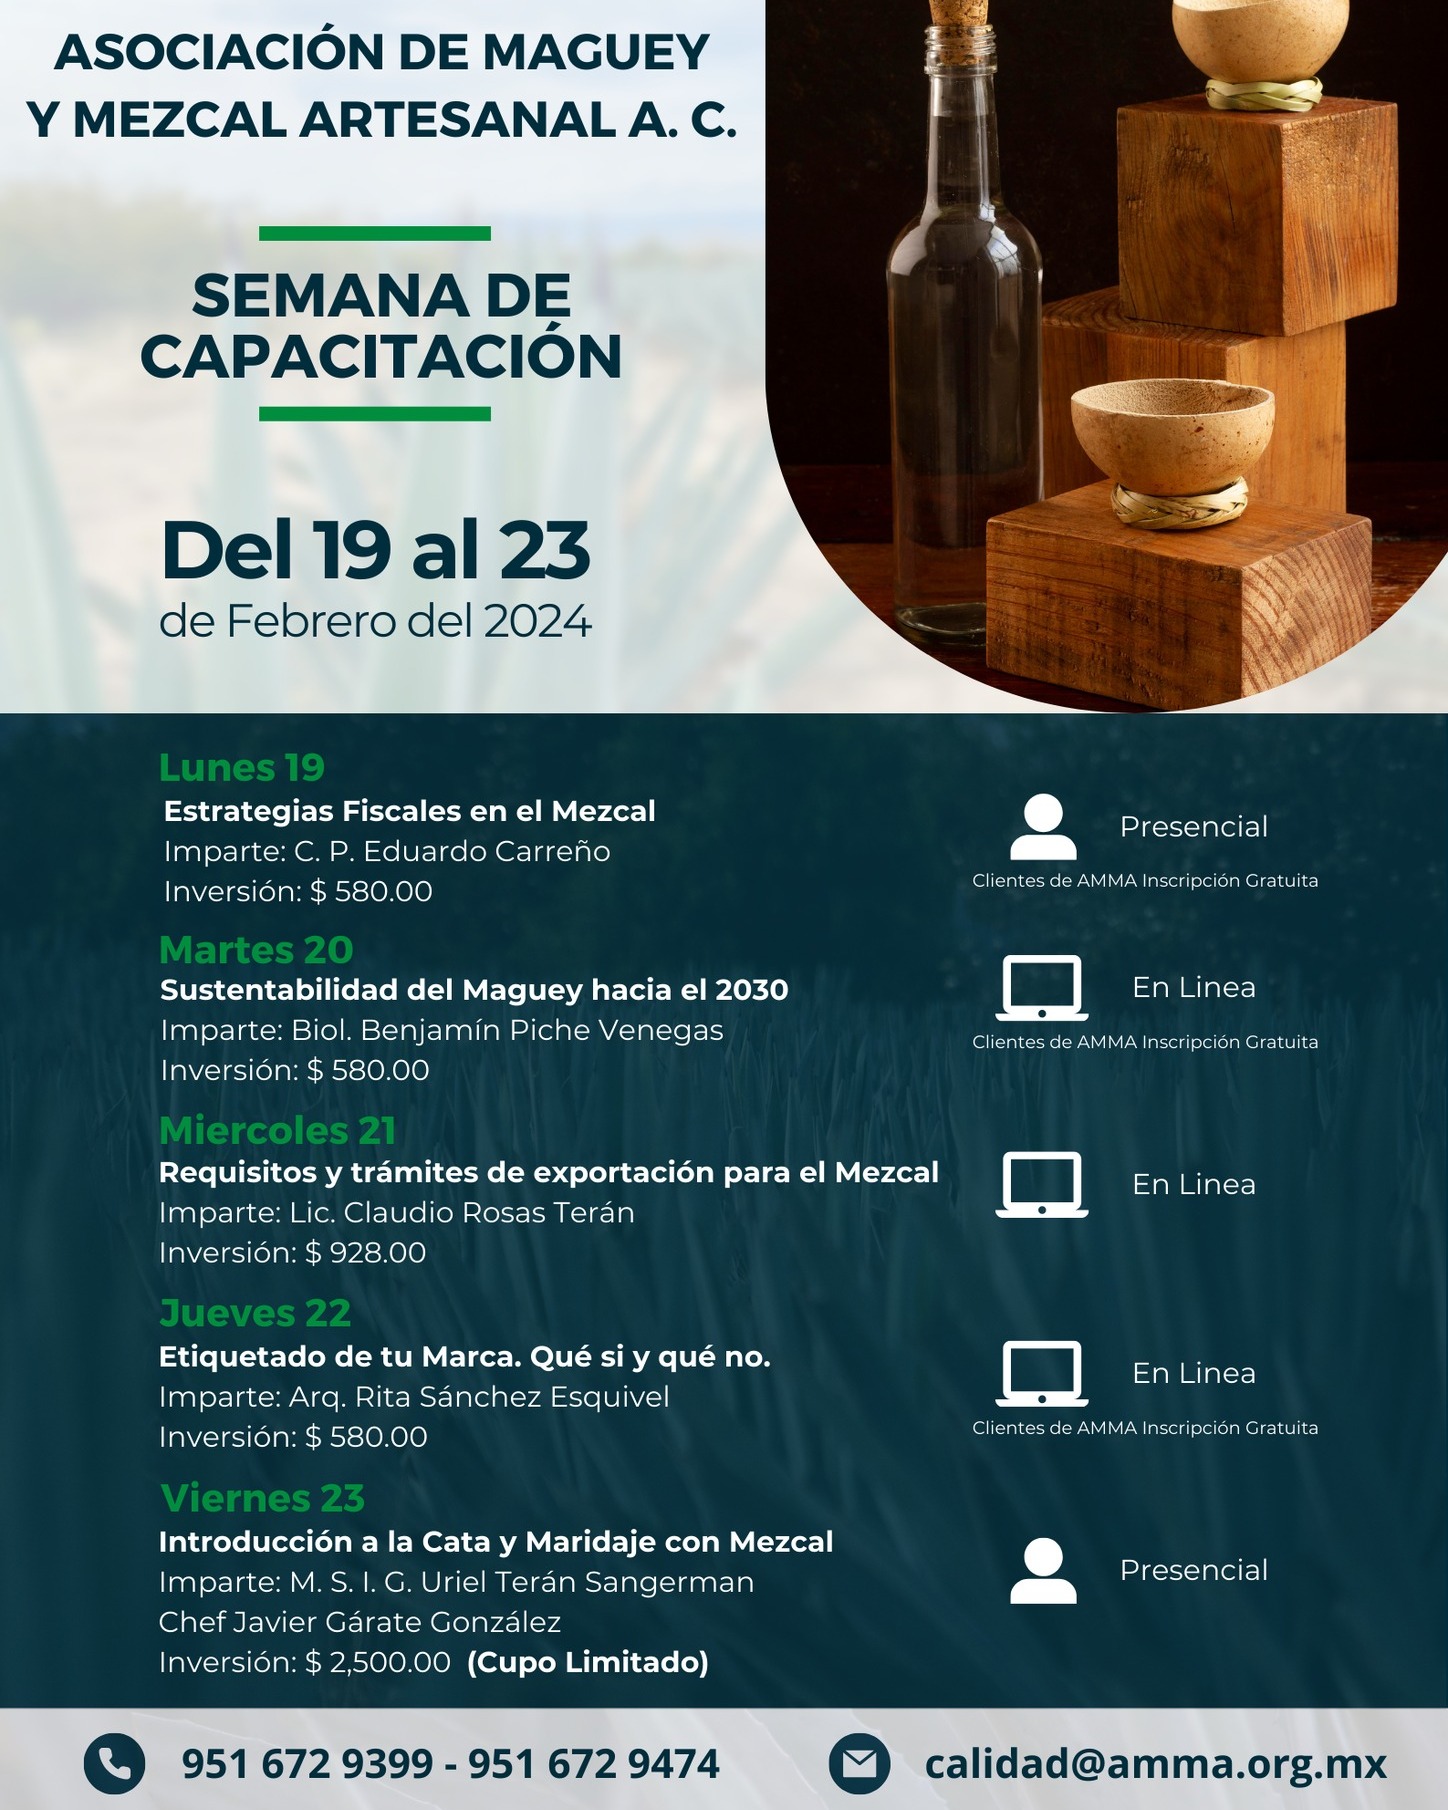 ASOCIACIÓN DE MAGUEY
Y MEZCAL ARTESANAL A. C.
SEMANA DE
CAPACITACIÓN
Del 19 al 23
de Febrero del 2024
Lunes 19
Estrategias Fiscales en el Mezcal
Imparte: C. P. Eduardo Carreño
Inversión: $ 580.00
Presencial
Clientes de AMMA Inscripción Gratuita
Martes 20
Sustentabilidad del Maguey hacia el 2030
Imparte: Biol. Benjamín Piche Venegas
Inversión: $ 580.00
En Linea
Clientes de AMMA Inscripción Gratuita
Miercoles 21
Requisitos y trámites de exportación para el Mezcal
Imparte: Lic. Claudio Rosas Terán
Inversión: $ 928.00
En Linea
Jueves 22
Etiquetado de tu Marca. Qué si y qué no.
Imparte: Arq. Rita Sánchez Esquivel
Inversión: $ 580.00
En Linea
Clientes de AMMA Inscripción Gratuita
Viernes 23
Introducción a la Cata y Maridaje con Mezcal
Imparte: M. S. I. G. Uriel Terán Sangerman
Chef Javier Gárate González
Inversión: $ 2,500.00 (Cupo Limitado)
Presencial
951 672 9399 - 951 672 9474
calidad@amma.org.mx